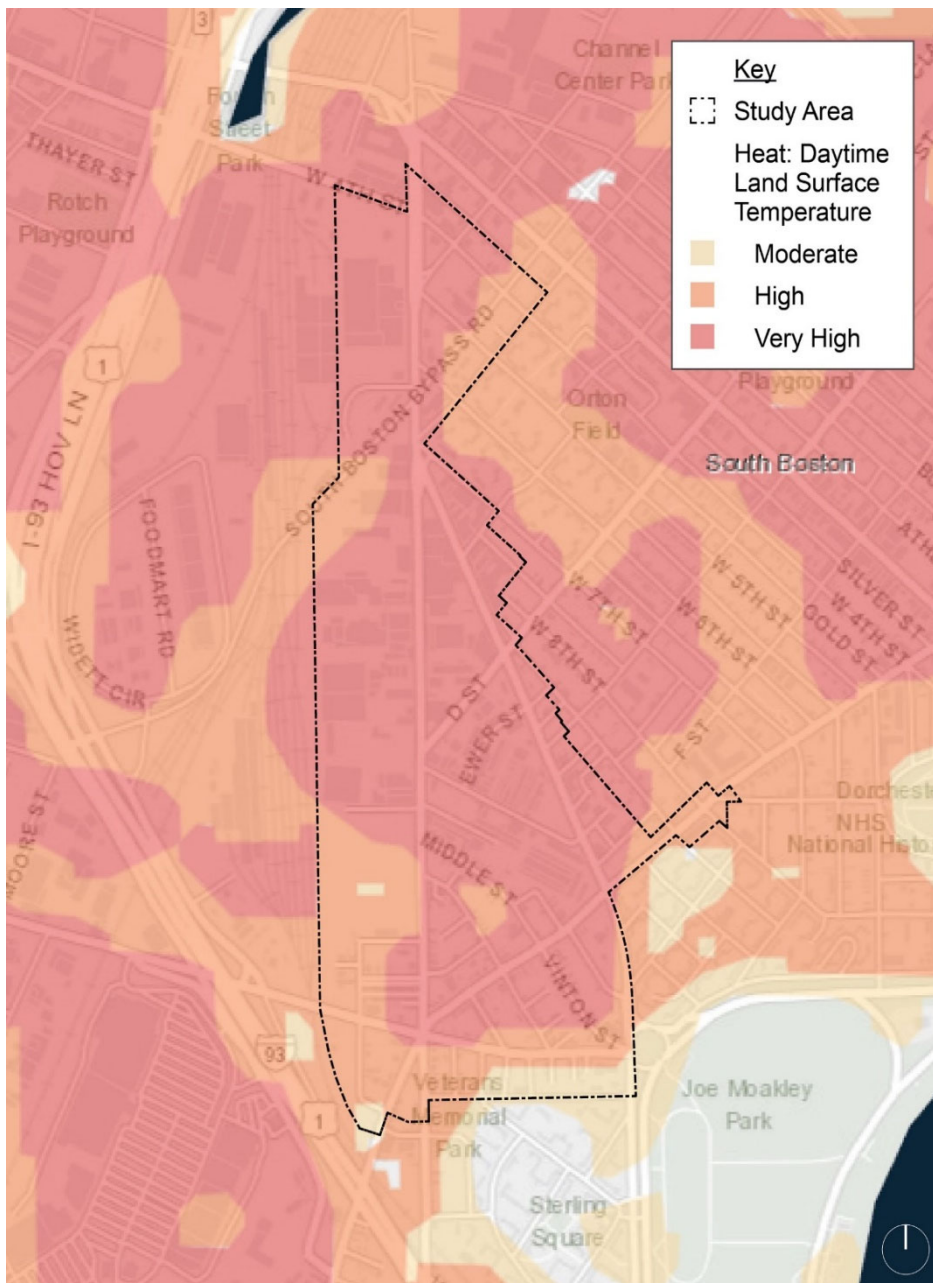 3
Channel
Center Park
Key
Study Area
Heat: Daytime
Land Surface
Temperature
Moderate
High
Very High
Street
Park
THAYER ST
Rotch
Playground
W 4TH ST
1
SOUTH BOSTON BYPASS RD
Playground
Orton
Field
South Boston
I-93 HOV LN
FOODMART RD
WIDETT CIR
W 7TH ST
W 8TH ST
W 6TH ST
W 5TH ST
SILVER ST
W 4TH ST
GOLD ST
ATH
D ST
EWER ST
F ST
Dorcheste
NHS
National Histo
MOORE ST
MIDDLE ST
VINTON ST
93
1
Veterans
Memorial
Park
Joe Moakley
Park
Sterling
Square